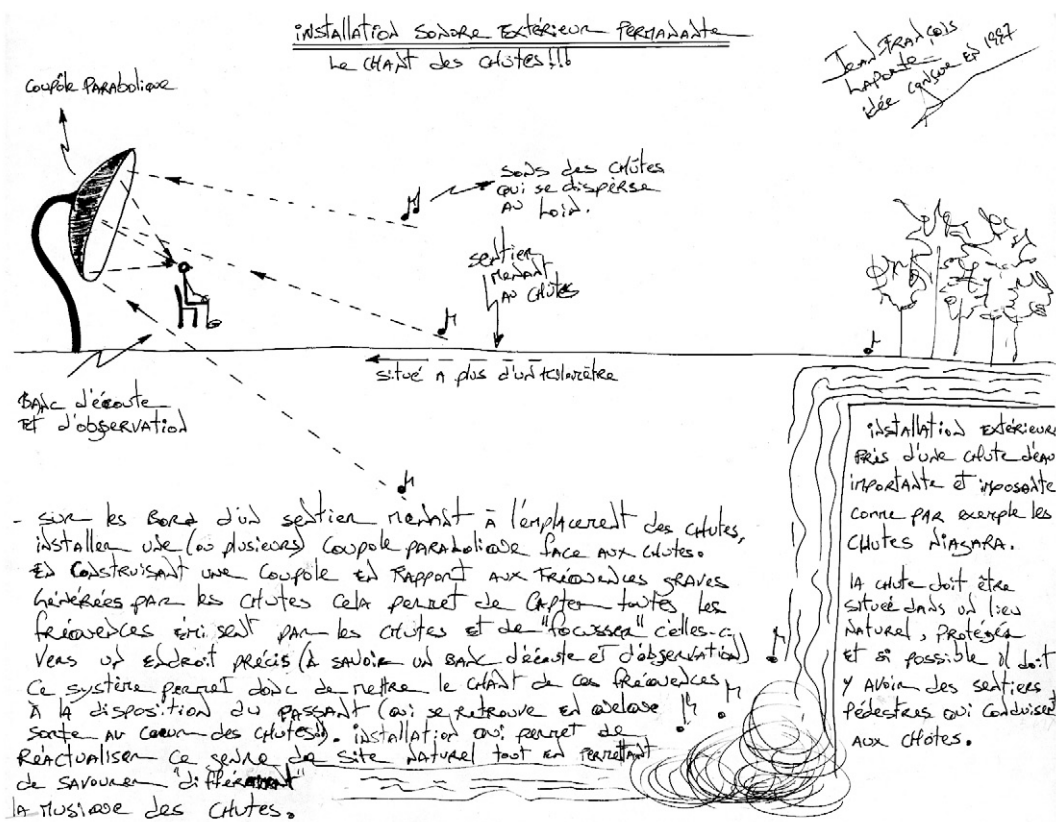 INSTALLATION SONORE EXTÉRIEUR PERMANANTE
LE CHANT des CHUTES!!!
JEAN-FRANÇOIS
LAPORTE
idée conçue EN 1997
COUPÔLE PARABOLIQUE
SONS des CHÛTES
QUI SE dispèrse
AU LOIN.
SENTIER
MENANT
AU CHUTES
Situé A plus d'un KILOMÈTRE
BANC d'écoute
ET d'observation
INSTALLATION EXTÉRIEURE
PRÈS d'UNE CHUTE d'EAU
IMPORTANTE ET IMPOSANTE
COMME PAR EXEMPLE LES
CHUTES NIAGARA.
LA CHUTE doit être
située dans un lieu
NATUREL, PROTÉGÉR
ET si possible il doit
Y AVOIR des sentiers
PÉDESTRES QUI CONDUISENT
AUX CHUTES.
- SUR les BORD d'un SENTIER MENANT à l'emplacement des CHUTES,
INSTALLER UNE (OU plusieurs) COUPOLE PARABOLIQUE face AUX CHUTES.
EN CONSTRUISANT UNE COUPÔLE EN RAPPORT AUX FRÉQUENCES GRAVES
GÉNÉRÉES PAR les CHUTES CELA PERMET de CAPTER toutes les
fréquences émisent PAR les CHUTES et de "focusser" celles-ci
VERS UN ENDROIT PRÉCIS (À SAVOIR UN BANC d'écoute ET d'observation)
CE système PERMET donc de METTRE le CHANT de CES FRÉQUENCES
À LA disposition du PASSANT (QUI SE RETROUVE EN QUELQUE
SORTE AU COEUR des CHUTES!). INSTALLATION QUI PERMET de
RÉACTUALISER CE GENRE de SITE NATUREL tout EN PERMETTANT
de SAVOURER "différ
LA MUSIQUE des CHUTES.